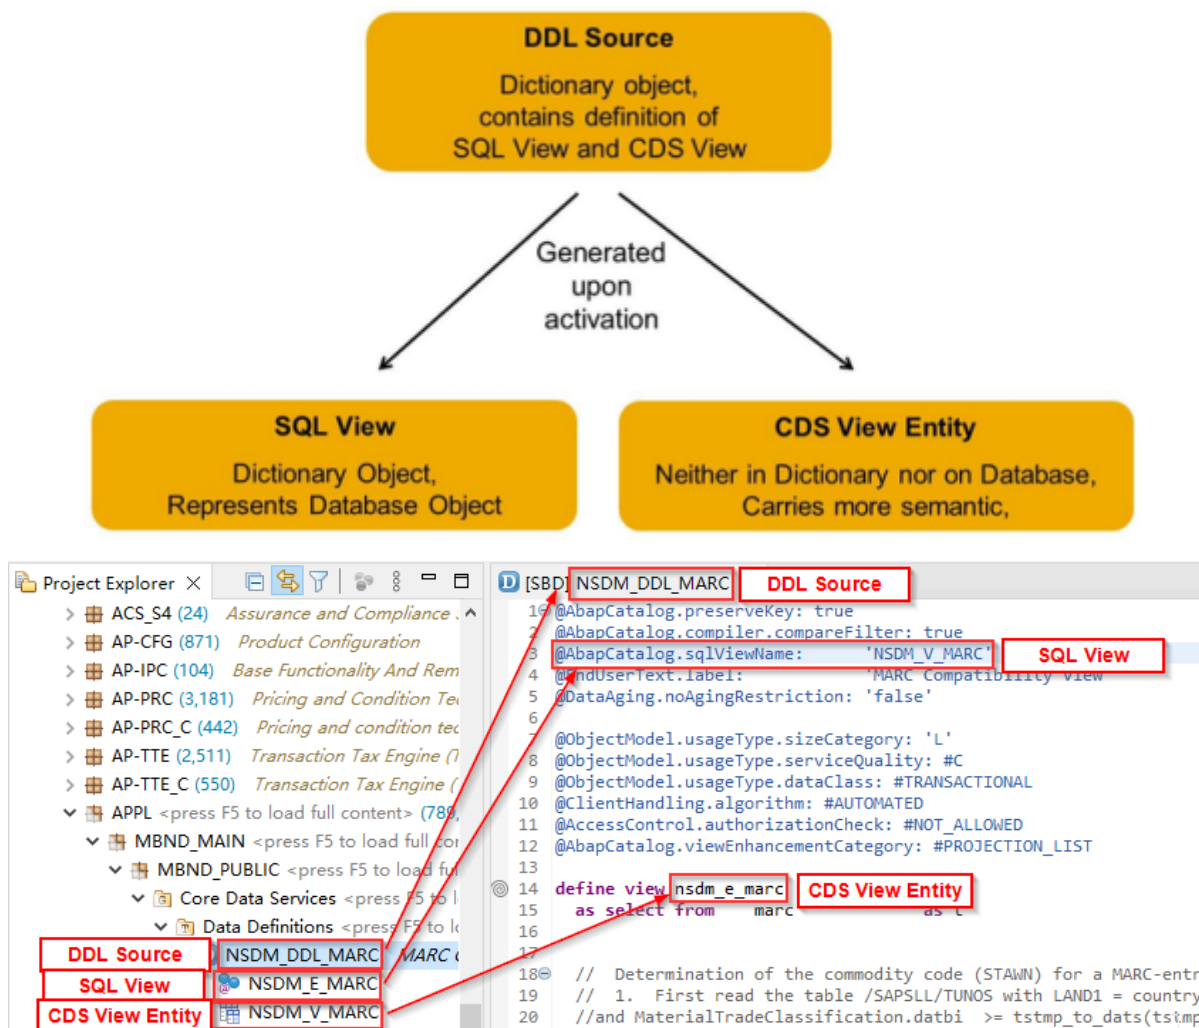 DDL Source
Dictionary object,
contains definition of
SQL View and CDS View
Generated
upon
activation
SQL View
Dictionary Object,
Represents Database Object
CDS View Entity
Neither in Dictionary nor on Database,
Carries more semantic,
Project Explorer
ACS_S4 (24) Assurance and Compliance
AP-CFG (871) Product Configuration
AP-IPC (104) Base Functionality And Rem
AP-PRC (3,181) Pricing and Condition Te
AP-PRC_C (442) Pricing and condition tec
AP-TTE (2,511) Transaction Tax Engine (T
AP-TTE_C (550) Transaction Tax Engine (
APPL <press F5 to load full content> (789,
MBND_MAIN <press F5 to load full con
MBND_PUBLIC <press F5 to load ful
Core Data Services <press F5 to l
Data Definitions <press F5 to lo
DDL Source NSDM_DDL_MARC MARC
SQL View NSDM_E_MARC
CDS View Entity NSDM_V_MARC
D [SBD] NSDM_DDL_MARC DDL Source
1 @AbapCatalog.preserveKey: true
2 @AbapCatalog.compiler.compareFilter: true
3 @AbapCatalog.sqlViewName: 'NSDM_V_MARC' SQL View
4 @EndUserText.label: 'MARC Compatibility View'
5 @DataAging.noAgingRestriction: 'false'
6
7 @ObjectModel.usageType.sizeCategory: 'L'
8 @ObjectModel.usageType.serviceQuality: #C
9 @ObjectModel.usageType.dataClass: #TRANSACTIONAL
10 @ClientHandling.algorithm: #AUTOMATED
11 @AccessControl.authorizationCheck: #NOT_ALLOWED
12 @AbapCatalog.viewEnhancementCategory: #PROJECTION_LIST
13
14 define view nsdm_e_marc CDS View Entity
15 as select from marc as t
16
17
18 // Determination of the commodity code (STAWN) for a MARC-entr
19 // 1. First read the table /SAPSLL/TUNOS with LAND1 = country
20 //and MaterialTradeClassification.datbi >= tstmp_to_dats(tstmp